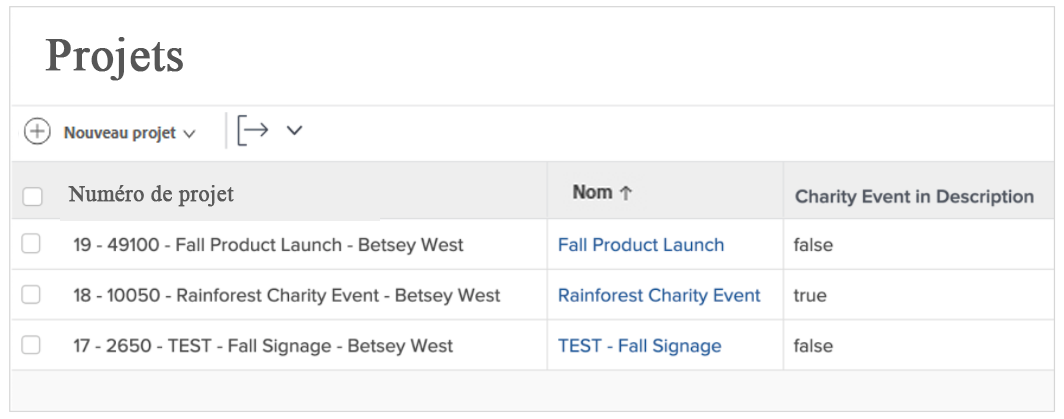 Projets
Nouveau projet
Numéro de projet Nom ↑ Charity Event in Description
19 - 49100 - Fall Product Launch - Betsey West Fall Product Launch false
18 - 10050 - Rainforest Charity Event - Betsey West Rainforest Charity Event true
17 - 2650 - TEST - Fall Signage - Betsey West TEST - Fall Signage false